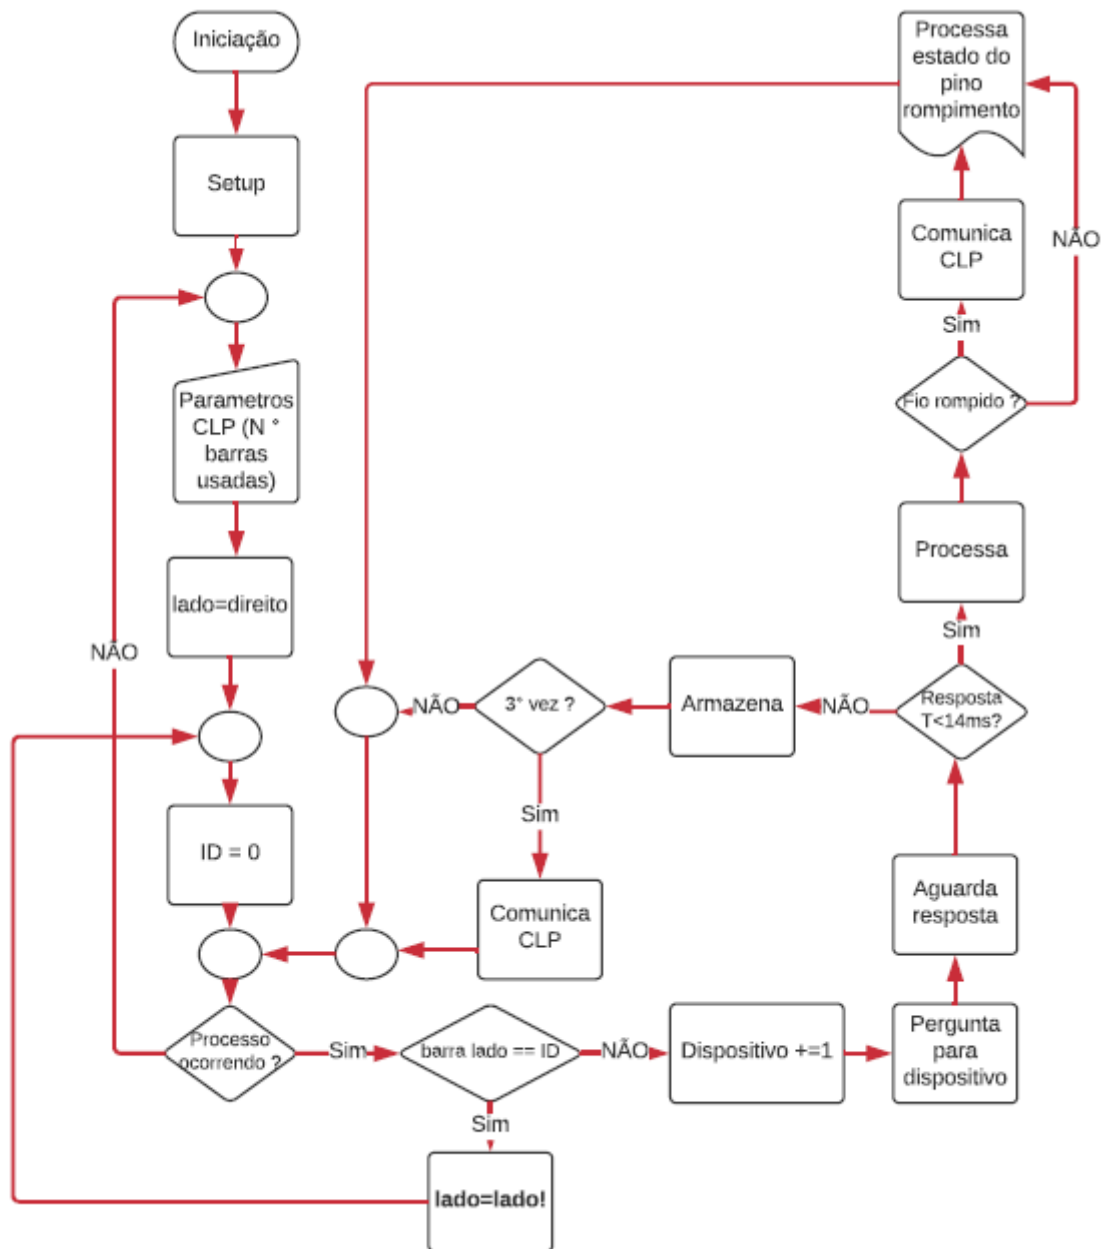 Iniciação
Setup
Parametros
CLP (N °
barras
usadas)
lado=direito
NÃO
ID = 0
Processo
ocorrendo ?
Sim
barra lado == ID
NÃO
Sim
lado=lado!
Dispositivo +=1
Pergunta
para
dispositivo
Aguarda
resposta
Resposta
T<14ms?
NÃO
Armazena
3° vez ?
NÃO
Sim
Comunica
CLP
Sim
Processa
Fio rompido ?
Sim
NÃO
Comunica
CLP
Processa
estado do
pino
rompimento